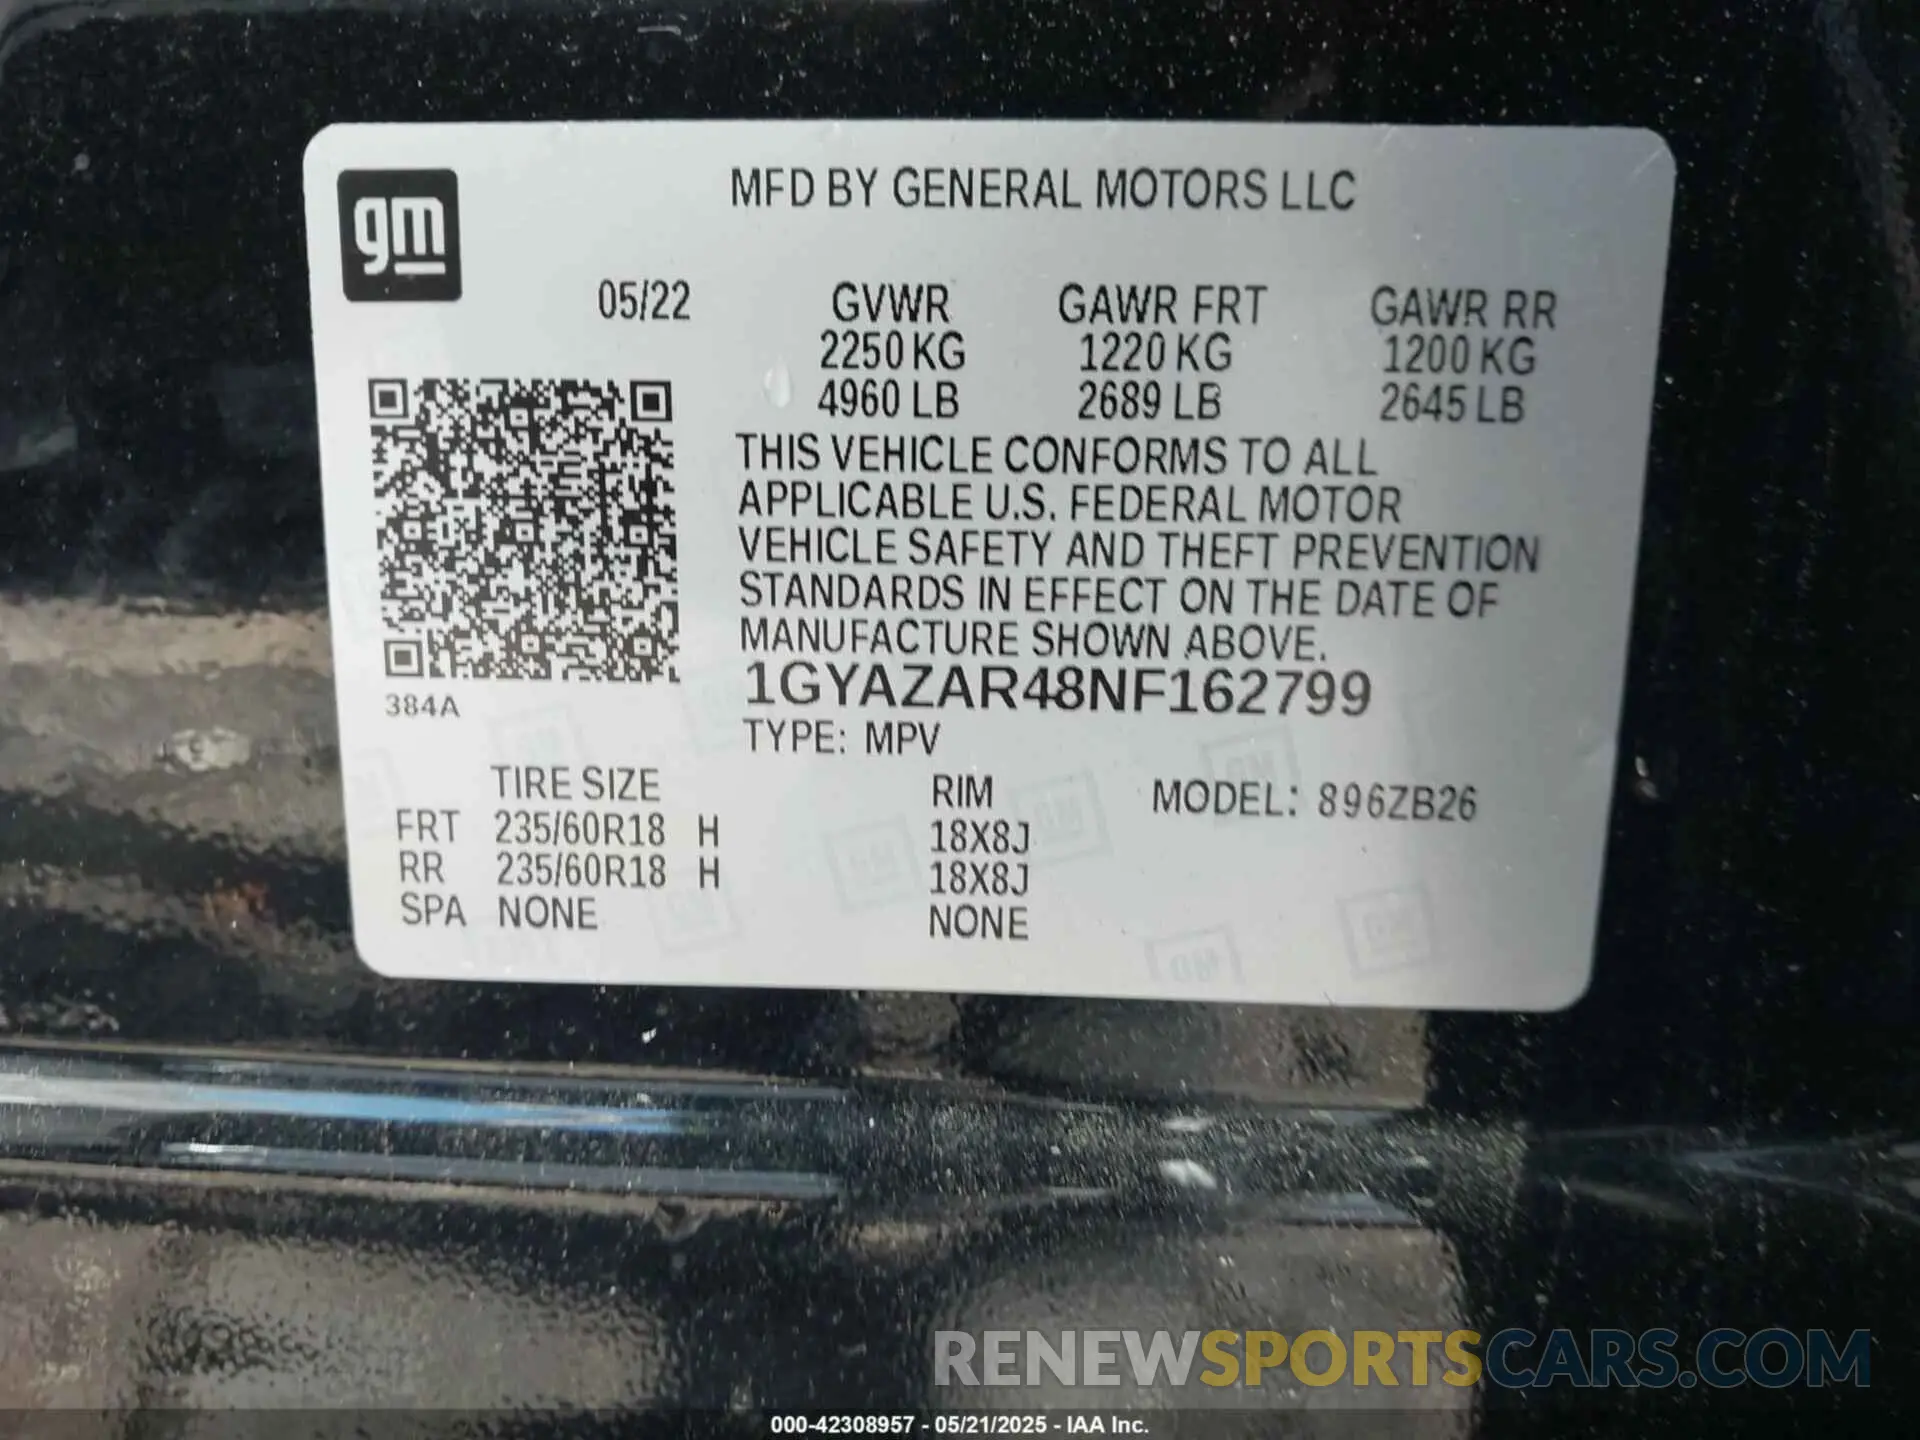 MFD BY GENERAL MOTORS LLC
gm
05/22 GVWR GAWR FRT GAWR RR
2250 KG 1220 KG 1200 KG
4960 LB 2689 LB 2645 LB
THIS VEHICLE CONFORMS TO ALL
APPLICABLE U.S. FEDERAL MOTOR
VEHICLE SAFETY AND THEFT PREVENTION
STANDARDS IN EFFECT ON THE DATE OF
MANUFACTURE SHOWN ABOVE.
1GYAZAR48NF162799
384A
TYPE: MPV
TIRE SIZE RIM MODEL: 896ZB26
FRT 235/60R18 H 18X8J
RR 235/60R18 H 18X8J
SPA NONE NONE
RENEWSPORTSCARS.COM
000-42308957 - 05/21/2025 - IAA Inc.